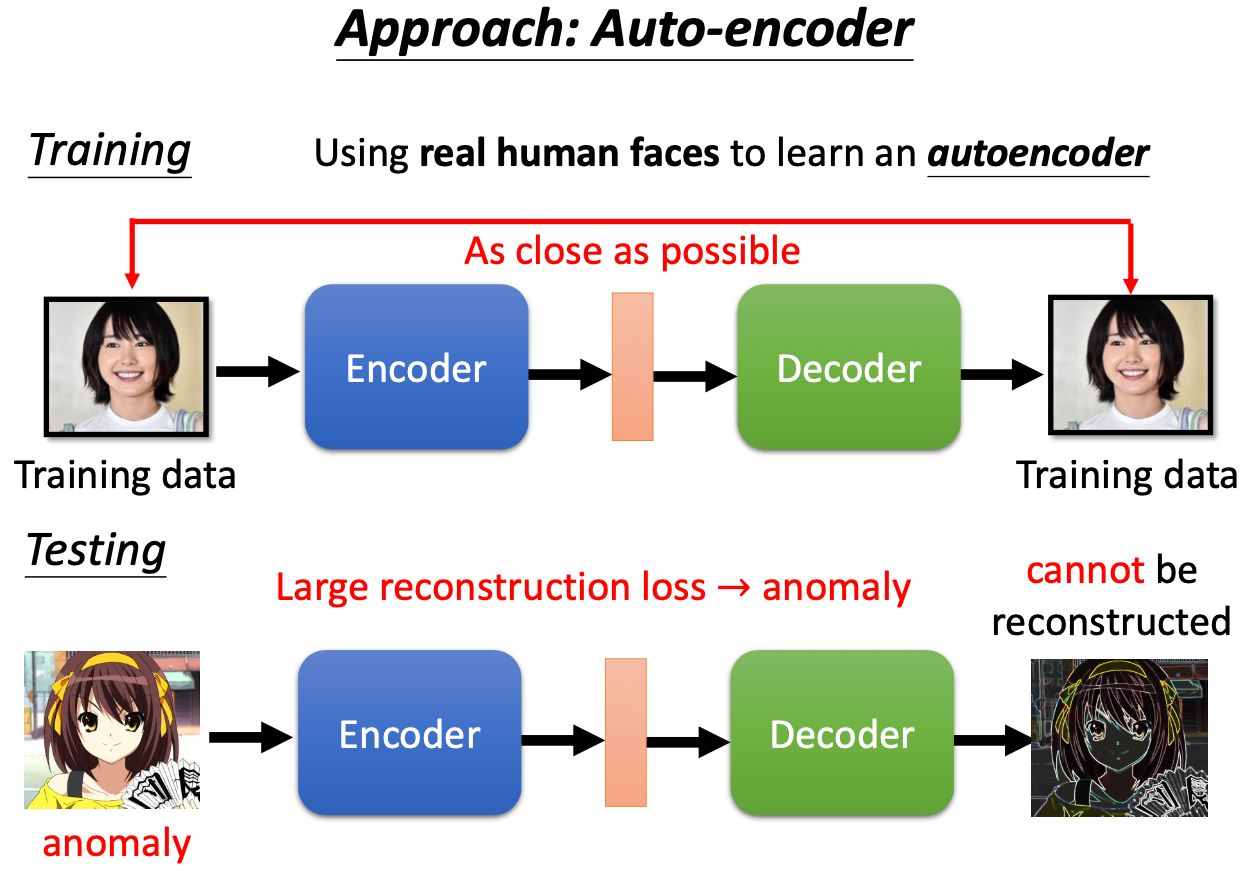 Approach: Auto-encoder
Training
Using real human faces to learn an autoencoder
As close as possible
Encoder
Decoder
Training data
Training data
Testing
Large reconstruction loss → anomaly
cannot be
reconstructed
Encoder
Decoder
anomaly